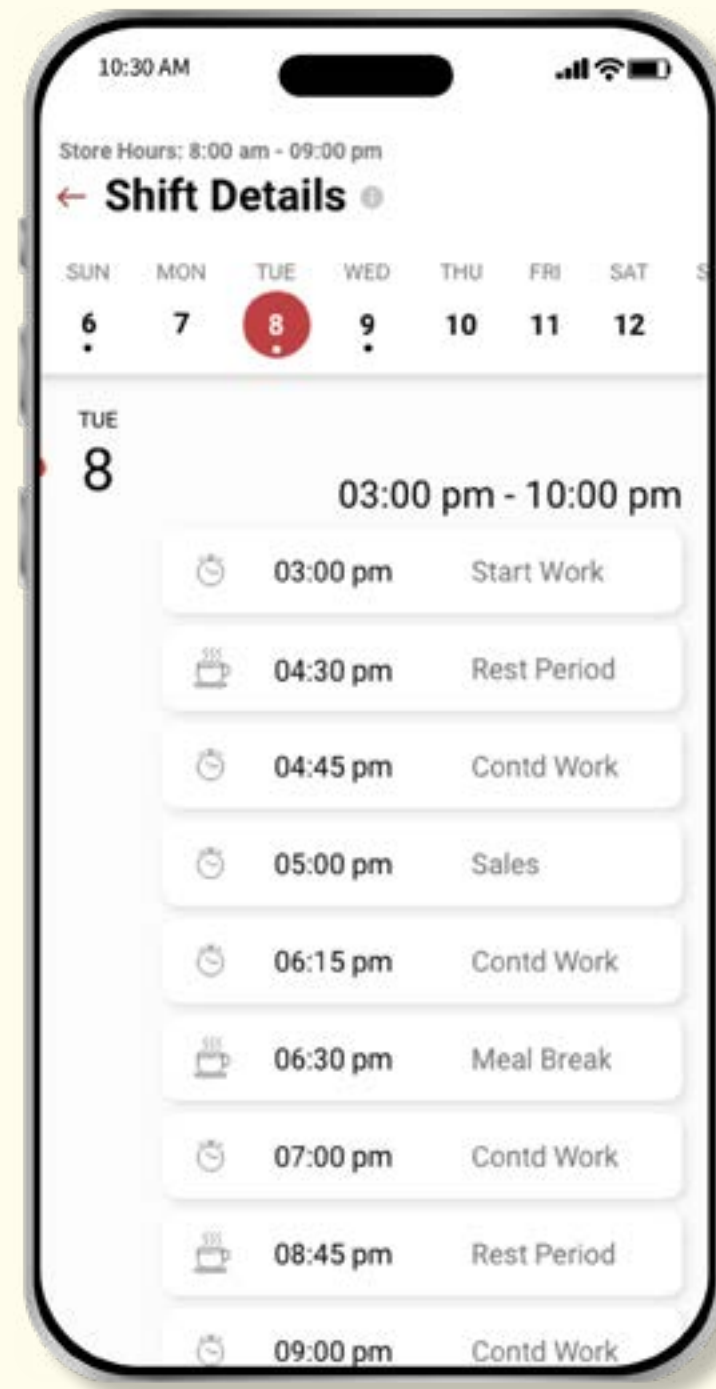 10:30 AM
Store Hours: 8:00 am - 09:00 pm
← Shift Details
SUN MON TUE WED THU FRI SAT S
6 7 8 9 10 11 12
TUE
8
03:00 pm - 10:00 pm
03:00 pm Start Work
04:30 pm Rest Period
04:45 pm Contd Work
05:00 pm Sales
06:15 pm Contd Work
06:30 pm Meal Break
07:00 pm Contd Work
08:45 pm Rest Period
09:00 pm Contd Work